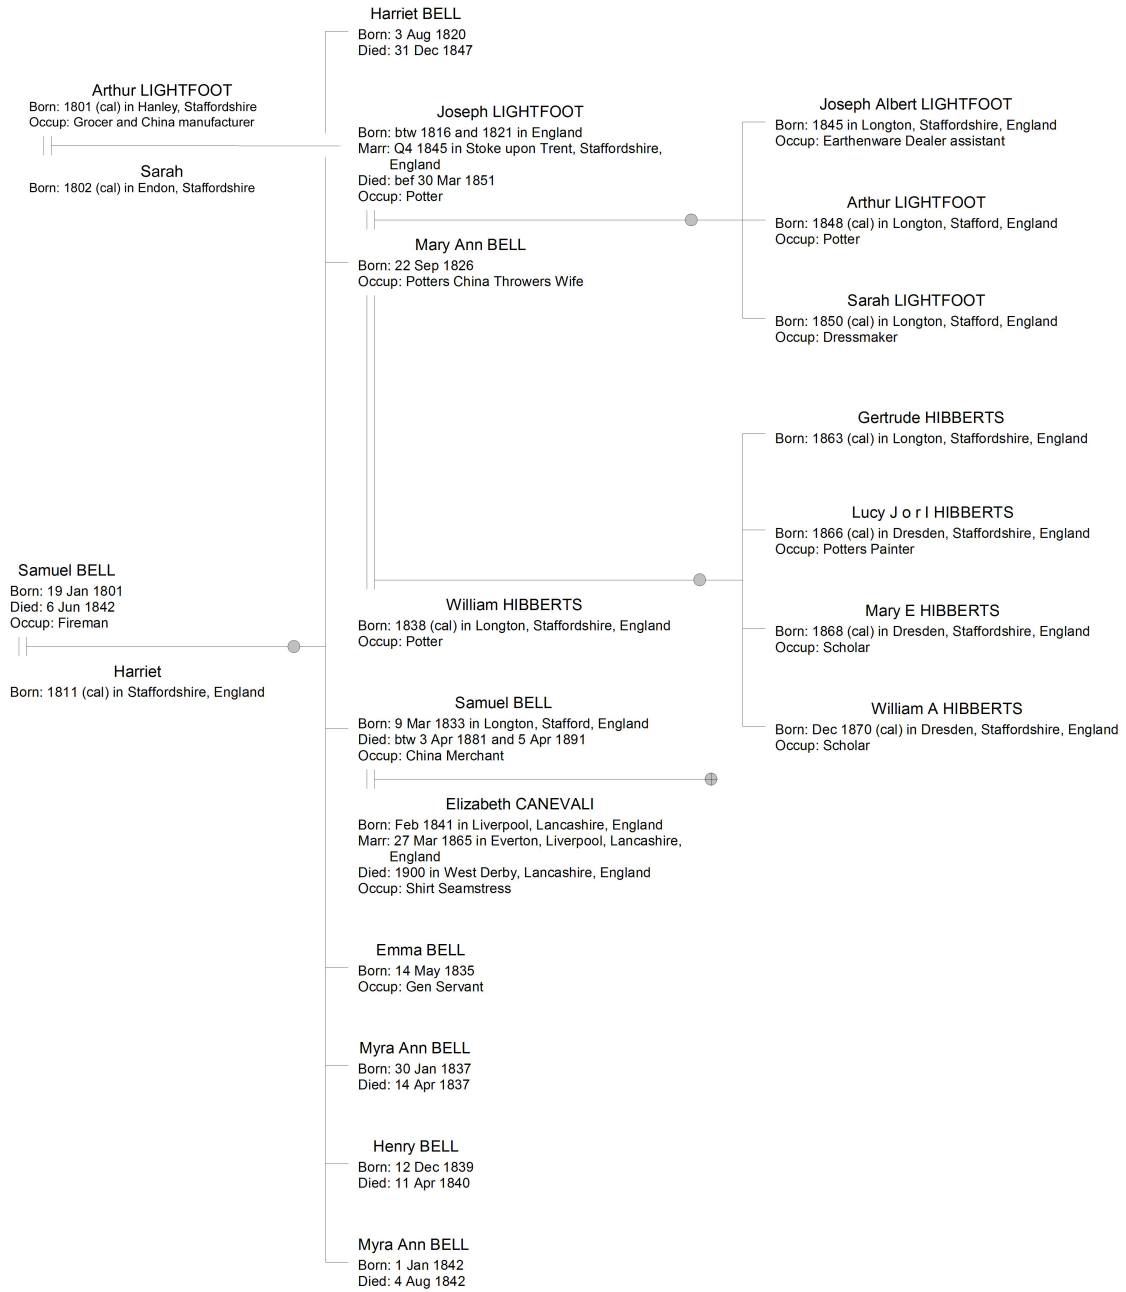 Harriet BELL
Born: 3 Aug 1820
Died: 31 Dec 1847
Arthur LIGHTFOOT
Born: 1801 (cal) in Hanley, Staffordshire
Occup: Grocer and China manufacturer
Sarah
Born: 1802 (cal) in Endon, Staffordshire
Joseph LIGHTFOOT
Born: btw 1816 and 1821 in England
Marr: Q4 1845 in Stoke upon Trent, Staffordshire,
England
Died: bef 30 Mar 1851
Occup: Potter
Mary Ann BELL
Born: 22 Sep 1826
Occup: Potters China Throwers Wife
Joseph Albert LIGHTFOOT
Born: 1845 in Longton, Staffordshire, England
Occup: Earthenware Dealer assistant
Arthur LIGHTFOOT
Born: 1848 (cal) in Longton, Stafford, England
Occup: Potter
Sarah LIGHTFOOT
Born: 1850 (cal) in Longton, Stafford, England
Occup: Dressmaker
Gertrude HIBBERTS
Born: 1863 (cal) in Longton, Staffordshire, England
Lucy J o r I HIBBERTS
Born: 1866 (cal) in Dresden, Staffordshire, England
Occup: Potters Painter
Mary E HIBBERTS
Born: 1868 (cal) in Dresden, Staffordshire, England
Occup: Scholar
William A HIBBERTS
Born: Dec 1870 (cal) in Dresden, Staffordshire, England
Occup: Scholar
Samuel BELL
Born: 19 Jan 1801
Died: 6 Jun 1842
Occup: Fireman
Harriet
Born: 1811 (cal) in Staffordshire, England
William HIBBERTS
Born: 1838 (cal) in Longton, Staffordshire, England
Occup: Potter
Samuel BELL
Born: 9 Mar 1833 in Longton, Stafford, England
Died: btw 3 Apr 1881 and 5 Apr 1891
Occup: China Merchant
Elizabeth CANEVALI
Born: Feb 1841 in Liverpool, Lancashire, England
Marr: 27 Mar 1865 in Everton, Liverpool, Lancashire,
England
Died: 1900 in West Derby, Lancashire, England
Occup: Shirt Seamstress
Emma BELL
Born: 14 May 1835
Occup: Gen Servant
Myra Ann BELL
Born: 30 Jan 1837
Died: 14 Apr 1837
Henry BELL
Born: 12 Dec 1839
Died: 11 Apr 1840
Myra Ann BELL
Born: 1 Jan 1842
Died: 4 Aug 1842